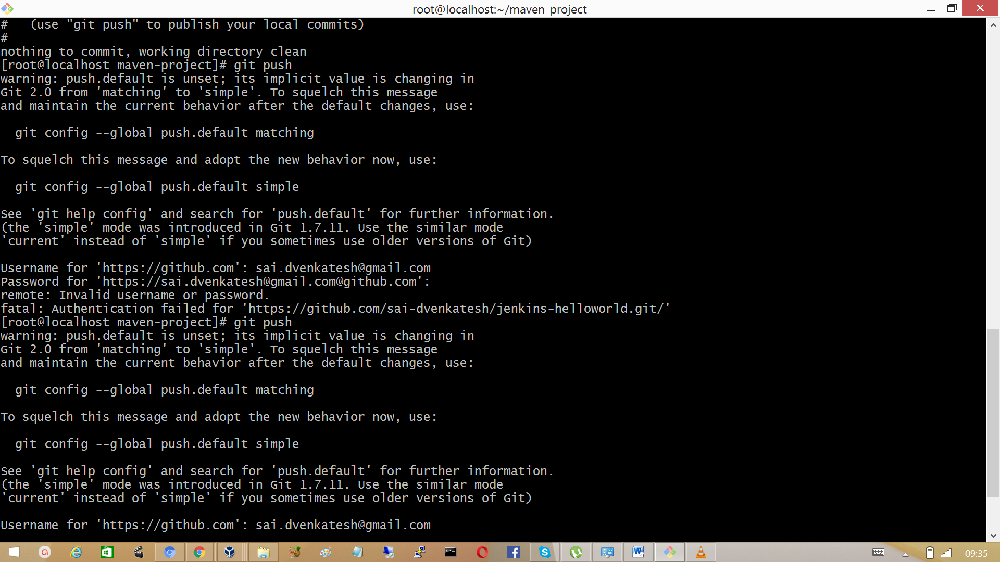 root@localhost:~/maven-project
#   (use "git push" to publish your local commits)
#
nothing to commit, working directory clean
[root@localhost maven-project]# git push
warning: push.default is unset; its implicit value is changing in
Git 2.0 from 'matching' to 'simple'. To squelch this message
and maintain the current behavior after the default changes, use:
  git config --global push.default matching
To squelch this message and adopt the new behavior now, use:
  git config --global push.default simple
See 'git help config' and search for 'push.default' for further information.
(the 'simple' mode was introduced in Git 1.7.11. Use the similar mode
'current' instead of 'simple' if you sometimes use older versions of Git)
Username for 'https://github.com': sai.dvenkatesh@gmail.com
Password for 'https://sai.dvenkatesh@gmail.com@github.com':
remote: Invalid username or password.
fatal: Authentication failed for 'https://github.com/sai-dvenkatesh/jenkins-helloworld.git/'
[root@localhost maven-project]# git push
warning: push.default is unset; its implicit value is changing in
Git 2.0 from 'matching' to 'simple'. To squelch this message
and maintain the current behavior after the default changes, use:
  git config --global push.default matching
To squelch this message and adopt the new behavior now, use:
  git config --global push.default simple
See 'git help config' and search for 'push.default' for further information.
(the 'simple' mode was introduced in Git 1.7.11. Use the similar mode
'current' instead of 'simple' if you sometimes use older versions of Git)
Username for 'https://github.com': sai.dvenkatesh@gmail.com
09:35